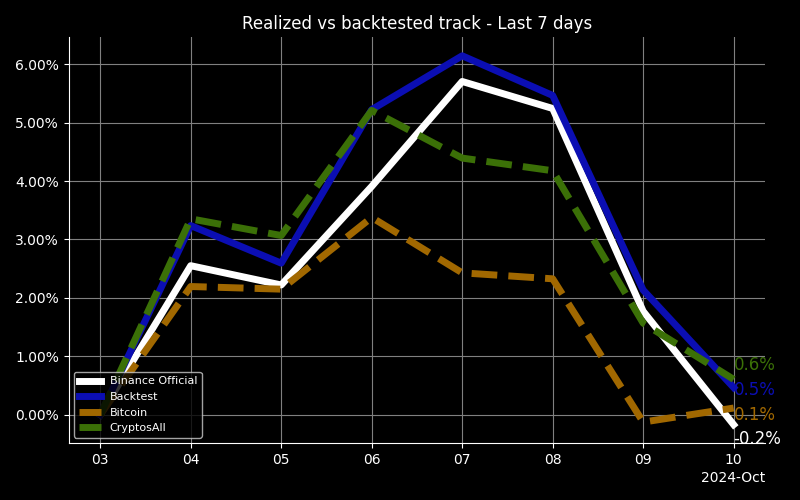 Realized vs backtested track - Last 7 days
6.00%
5.00%
4.00%
3.00%
2.00%
1.00%
0.00%
Binance Official
Backtest
Bitcoin
CryptosAll
0.6%
0.5%
0.1%
-0.2%
03 04 05 06 07 08 09 10
2024-Oct